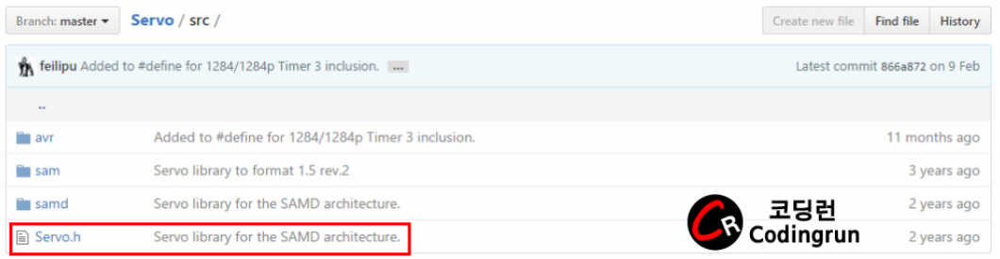 Branch: master Servo / src / Create new file Find file History
feilipu Added to #define for 1284/1284p Timer 3 inclusion. ... Latest commit 866a872 on 9 Feb
..
avr Added to #define for 1284/1284p Timer 3 inclusion. 11 months ago
sam Servo library to format 1.5 rev.2 3 years ago
samd Servo library for the SAMD architecture. 2 years ago
Servo.h Servo library for the SAMD architecture. 2 years ago
CR
코딩런
Codingrun